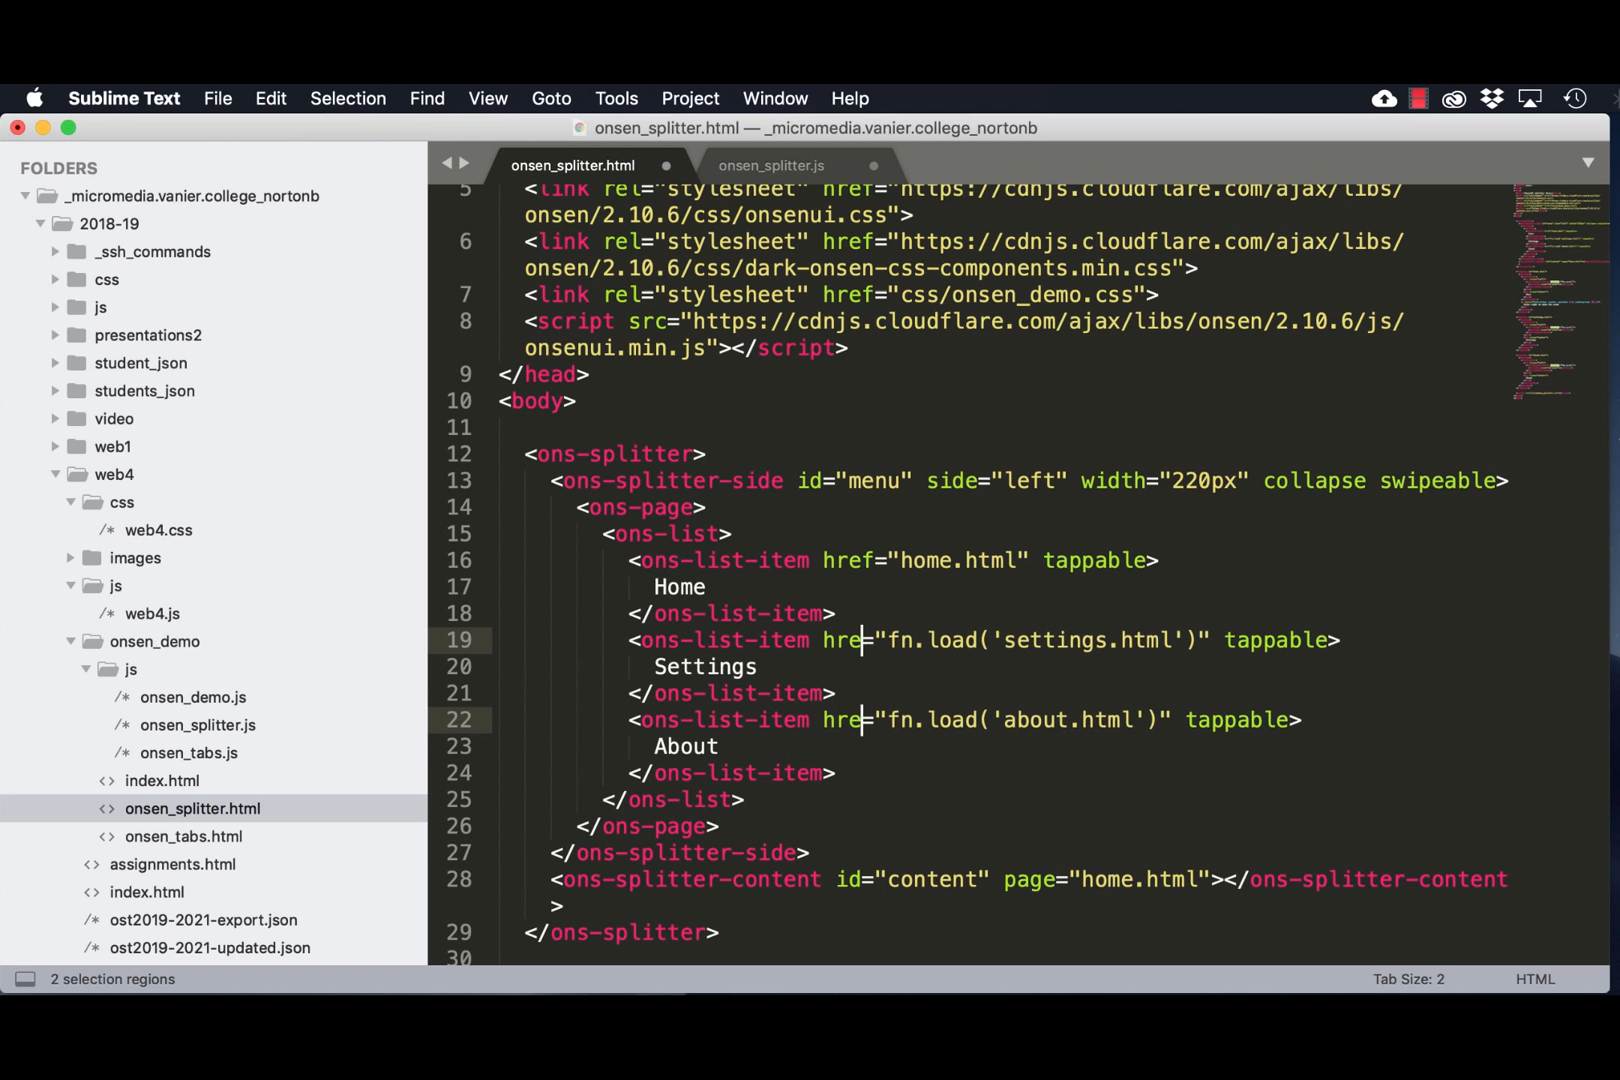 Sublime Text File Edit Selection Find View Goto Tools Project Window Help
onsen_splitter.html — _micromedia.vanier.college_nortonb
FOLDERS
_micromedia.vanier.college_nortonb
2018-19
_ssh_commands
css
js
presentations2
student_json
students_json
video
web1
web4
css
/* web4.css
images
js
/* web4.js
onsen_demo
js
/* onsen_demo.js
/* onsen_splitter.js
/* onsen_tabs.js
<> index.html
<> onsen_splitter.html
<> onsen_tabs.html
<> assignments.html
<> index.html
/* ost2019-2021-export.json
/* ost2019-2021-updated.json
onsen_splitter.html onsen_splitter.js
5 <link rel="stylesheet" href="https://cdnjs.cloudflare.com/ajax/libs/
onsen/2.10.6/css/onsenui.css">
6 <link rel="stylesheet" href="https://cdnjs.cloudflare.com/ajax/libs/
onsen/2.10.6/css/dark-onsen-css-components.min.css">
7 <link rel="stylesheet" href="css/onsen_demo.css">
8 <script src="https://cdnjs.cloudflare.com/ajax/libs/onsen/2.10.6/js/
onsenui.min.js"></script>
9 </head>
10 <body>
11
12 <ons-splitter>
13 <ons-splitter-side id="menu" side="left" width="220px" collapse swipeable>
14 <ons-page>
15 <ons-list>
16 <ons-list-item href="home.html" tappable>
17 Home
18 </ons-list-item>
19 <ons-list-item hre="fn.load('settings.html')" tappable>
20 Settings
21 </ons-list-item>
22 <ons-list-item hre="fn.load('about.html')" tappable>
23 About
24 </ons-list-item>
25 </ons-list>
26 </ons-page>
27 </ons-splitter-side>
28 <ons-splitter-content id="content" page="home.html"></ons-splitter-content
>
29 </ons-splitter>
30
2 selection regions Tab Size: 2 HTML